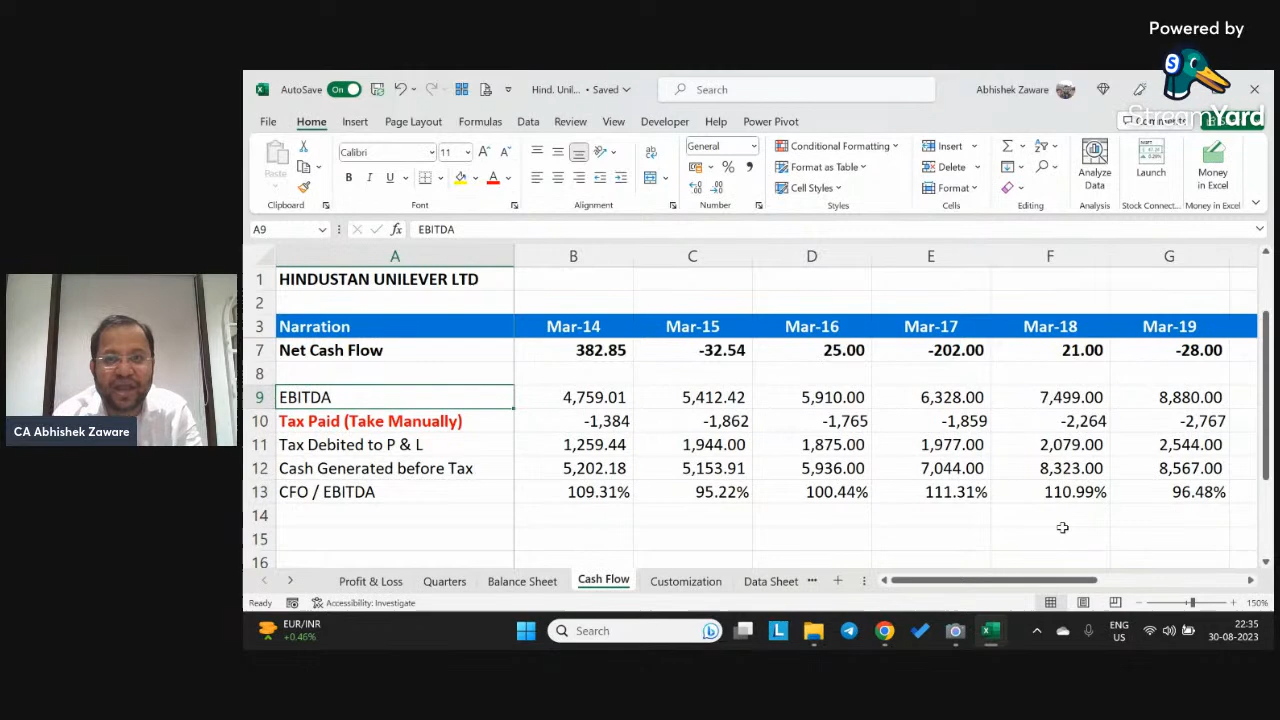 Powered by
StreamYard
AutoSave On Hind. Unil... • Saved Search Abhishek Zaware
File Home Insert Page Layout Formulas Data Review View Developer Help Power Pivot Comments
Paste Calibri 11 General Conditional Formatting Insert Analyze Data Launch Money in Excel
Format as Table Delete
B I U Cell Styles Format
Clipboard Font Alignment Number Styles Cells Editing Analysis Stock Connect... Money in Excel
A9 fx EBITDA
A B C D E F G
1 HINDUSTAN UNILEVER LTD
2
3 Narration Mar-14 Mar-15 Mar-16 Mar-17 Mar-18 Mar-19
7 Net Cash Flow 382.85 -32.54 25.00 -202.00 21.00 -28.00
8
9 EBITDA 4,759.01 5,412.42 5,910.00 6,328.00 7,499.00 8,880.00
10 Tax Paid (Take Manually) -1,384 -1,862 -1,765 -1,859 -2,264 -2,767
11 Tax Debited to P & L 1,259.44 1,944.00 1,875.00 1,977.00 2,079.00 2,544.00
12 Cash Generated before Tax 5,202.18 5,153.91 5,936.00 7,044.00 8,323.00 8,567.00
13 CFO / EBITDA 109.31% 95.22% 100.44% 111.31% 110.99% 96.48%
14
15
16
CA Abhishek Zaware
Profit & Loss Quarters Balance Sheet Cash Flow Customization Data Sheet ...
Ready Accessibility: Investigate 150%
EUR/INR
+0.46%
Search
ENG
US
22:35
30-08-2023